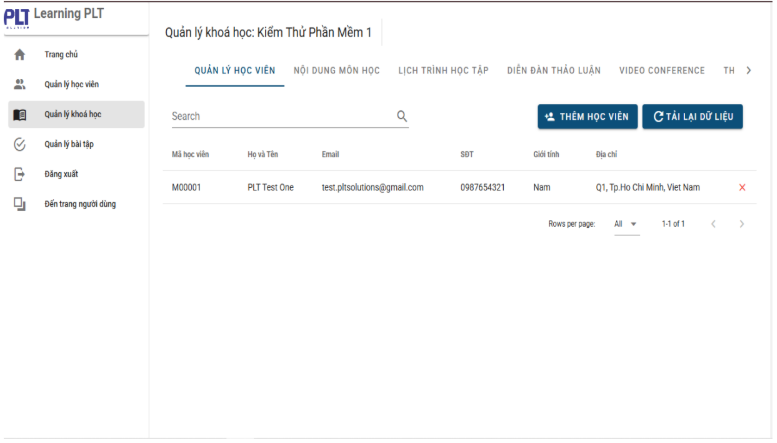 PLT Learning PLT
SOLUTIONS
Trang chủ
Quản lý học viên
Quản lý khoá học
Quản lý bài tập
Đăng xuất
Đến trang người dùng
Quản lý khoá học: Kiểm Thử Phần Mềm 1
QUẢN LÝ HỌC VIÊN NỘI DUNG MÔN HỌC LỊCH TRÌNH HỌC TẬP DIỄN ĐÀN THẢO LUẬN VIDEO CONFERENCE TH
Search
THÊM HỌC VIÊN TẢI LẠI DỮ LIỆU
Mã học viên Họ và Tên Email SĐT Giới tính Địa chỉ
M00001 PLT Test One test.pltsolutions@gmail.com 0987654321 Nam Q1, Tp.Ho Chi Minh, Viet Nam
Rows per page: All 1-1 of 1